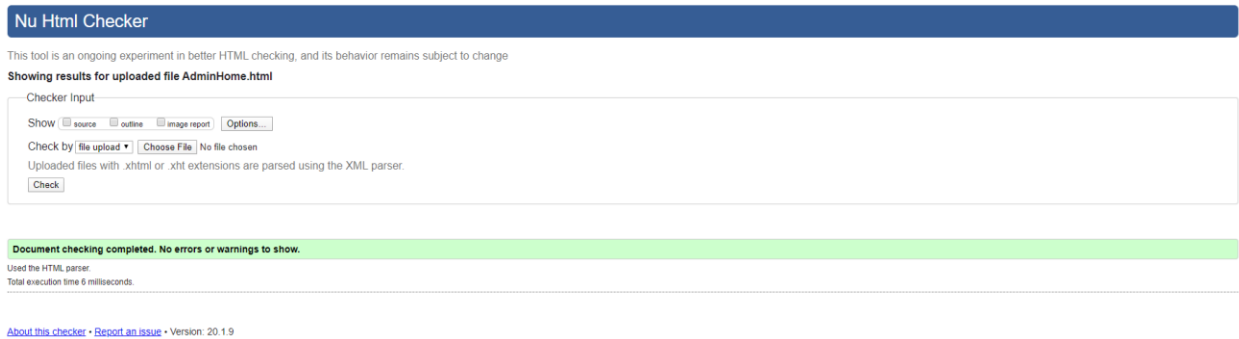 Nu Html Checker
This tool is an ongoing experiment in better HTML checking, and its behavior remains subject to change
Showing results for uploaded file AdminHome.html
Checker Input
Show source outline image report Options...
Check by file upload Choose File No file chosen
Uploaded files with .xhtml or .xht extensions are parsed using the XML parser.
Check
Document checking completed. No errors or warnings to show.
Used the HTML parser.
Total execution time 6 milliseconds.
About this checker • Report an issue • Version: 20.1.9